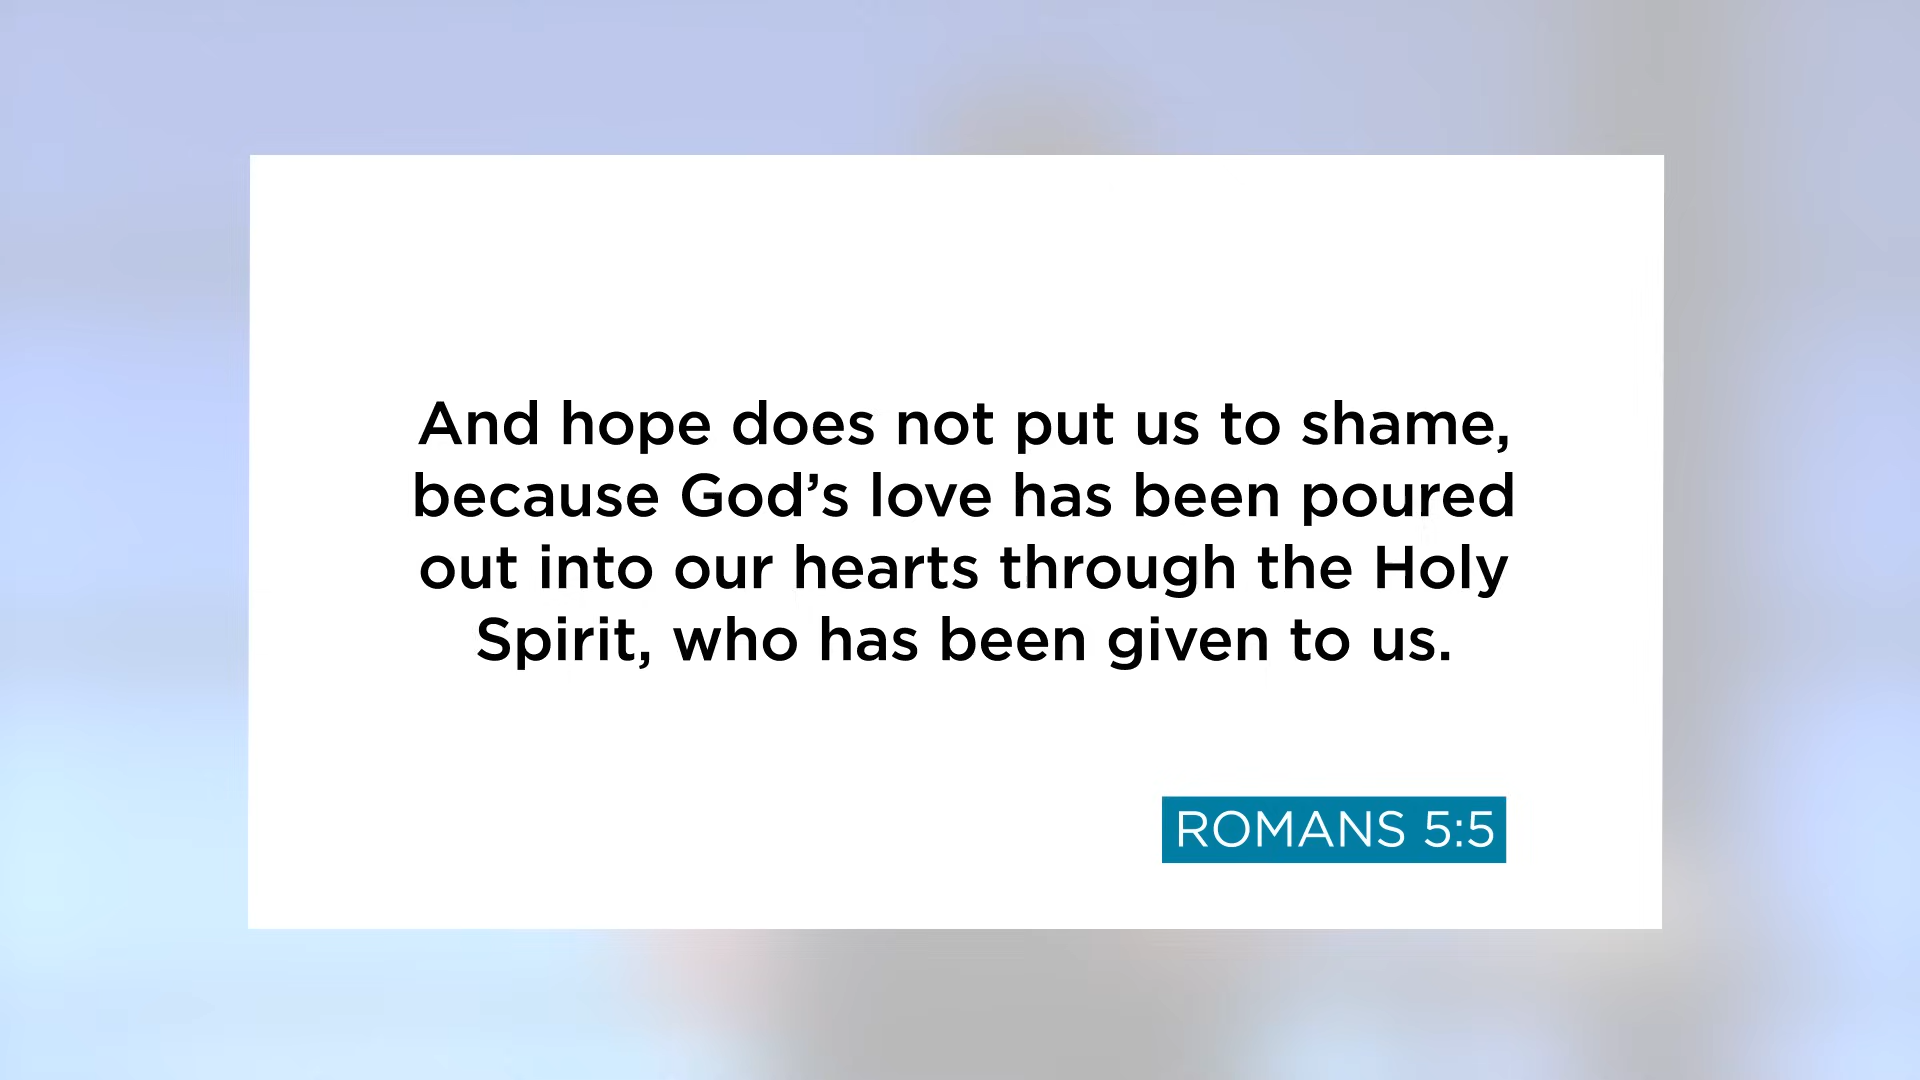 And hope does not put us to shame,
because God’s love has been poured
out into our hearts through the Holy
Spirit, who has been given to us.
ROMANS 5:5